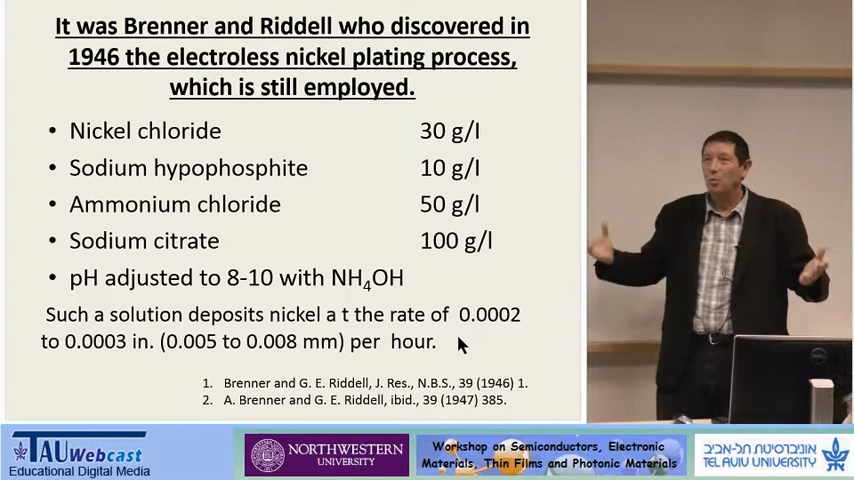 It was Brenner and Riddell who discovered in
1946 the electroless nickel plating process,
which is still employed.
• Nickel chloride 30 g/l
• Sodium hypophosphite 10 g/l
• Ammonium chloride 50 g/l
• Sodium citrate 100 g/l
• pH adjusted to 8-10 with NH₄OH
Such a solution deposits nickel a t the rate of 0.0002
to 0.0003 in. (0.005 to 0.008 mm) per hour.
1. Brenner and G. E. Riddell, J. Res., N.B.S., 39 (1946) 1.
2. A. Brenner and G. E. Riddell, ibid., 39 (1947) 385.
TAU Webcast
Educational Digital Media
NORTHWESTERN
UNIVERSITY
Workshop on Semiconductors, Electronic
Materials, Thin Films and Photonic Materials
אוניברסיטת תל-אביב
TEL AVIV UNIVERSITY
DELL